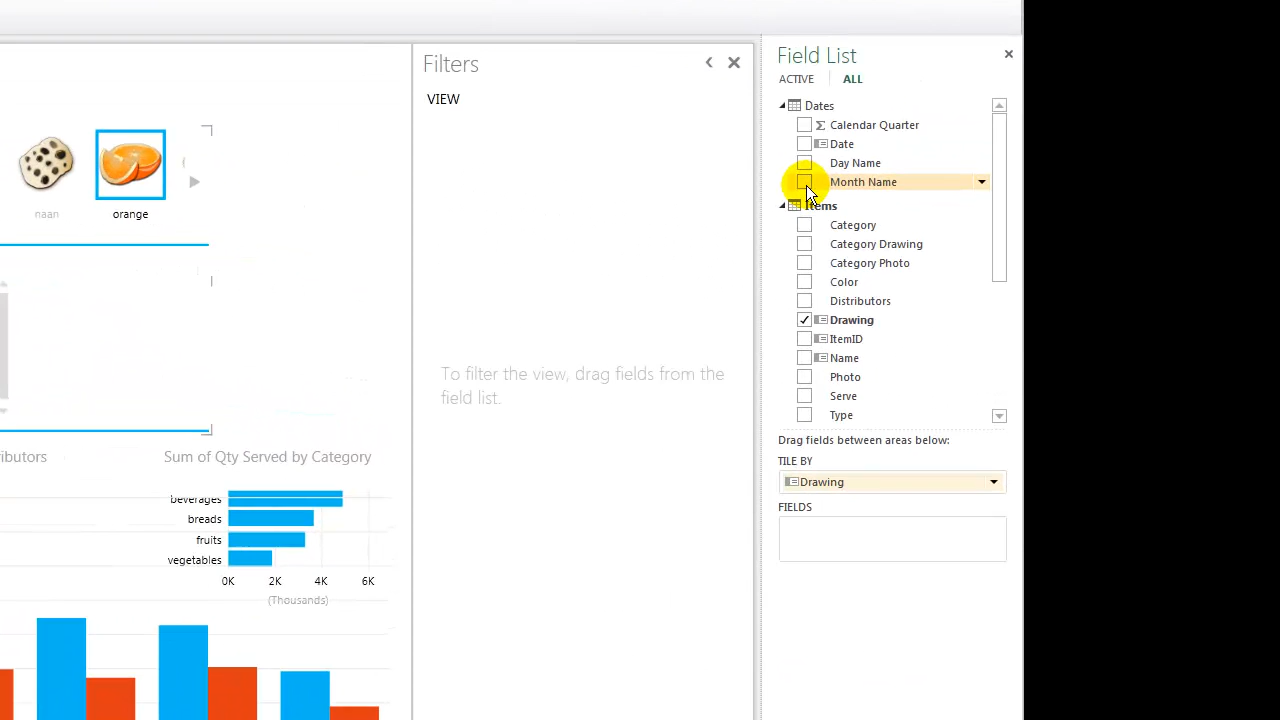 Filters
VIEW
naan
orange
To filter the view, drag fields from the
field list.
ributors
Sum of Qty Served by Category
beverages
breads
fruits
vegetables
0K 2K 4K 6K
(Thousands)
Field List
ACTIVE ALL
Dates
Σ Calendar Quarter
Date
Day Name
Month Name
Items
Category
Category Drawing
Category Photo
Color
Distributors
Drawing
ItemID
Name
Photo
Serve
Type
Drag fields between areas below:
TILE BY
Drawing
FIELDS